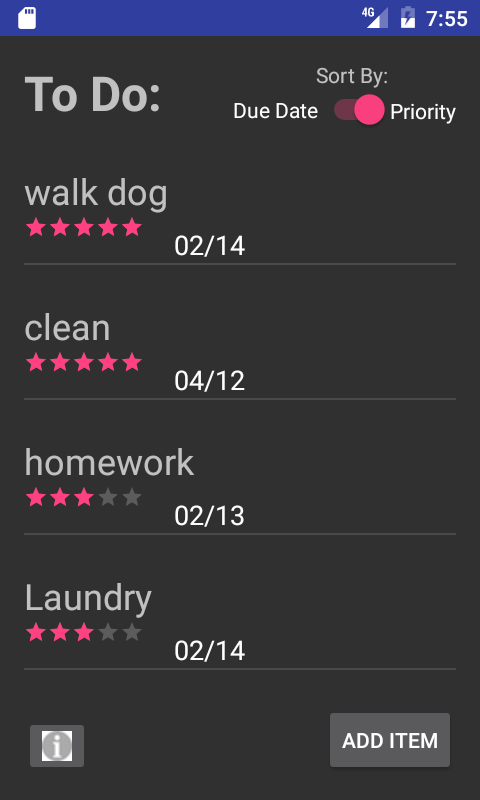 4G 7:55
Sort By:
To Do:
Due Date Priority
walk dog
02/14
clean
04/12
homework
02/13
Laundry
02/14
i ADD ITEM